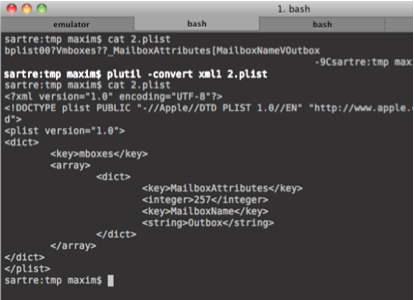 1. bash
emulator bash bash
sartre:tmp maxim$ cat 2.plist
bplist00?Vmboxes??_MailboxAttributes[MailboxNameVOutbox
-9Csartre:tmp max
sartre:tmp maxim$ plutil -convert xml1 2.plist
sartre:tmp maxim$ cat 2.plist
<?xml version="1.0" encoding="UTF-8"?>
<!DOCTYPE plist PUBLIC "-//Apple//DTD PLIST 1.0//EN" "http://www.apple.
d">
<plist version="1.0">
<dict>
<key>mboxes</key>
<array>
<dict>
<key>MailboxAttributes</key>
<integer>257</integer>
<key>MailboxName</key>
<string>Outbox</string>
</dict>
</array>
</dict>
</plist>
sartre:tmp maxim$